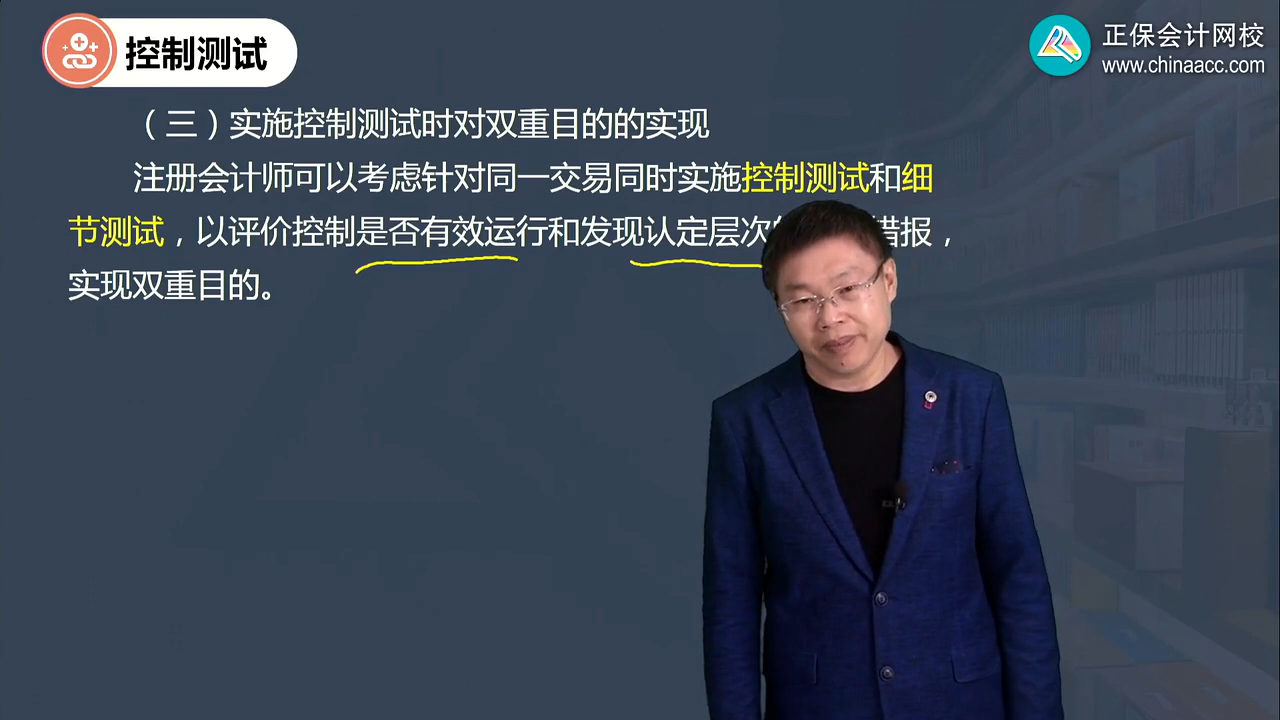 控制测试
正保会计网校
www.chinaacc.com
（三）实施控制测试时对双重目的的实现
注册会计师可以考虑针对同一交易同时实施控制测试和细
节测试，以评价控制是否有效运行和发现认定层次 错报，
实现双重目的。